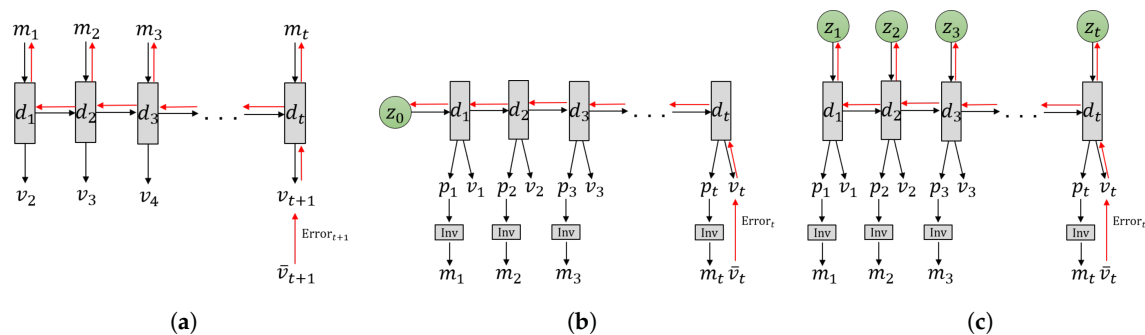 m₁ m₂ m₃ mₜ
d₁ d₂ d₃ . . . dₜ
v₂ v₃ v₄ vₜ₊₁
Errorₜ₊₁
v̄ₜ₊₁
(a)
z₀ d₁ d₂ d₃ . . . dₜ
p₁ v₁ p₂ v₂ p₃ v₃ pₜ vₜ
Inv Inv Inv Inv Errorₜ
m₁ m₂ m₃ mₜ v̄ₜ
(b)
z₁ z₂ z₃ zₜ
d₁ d₂ d₃ . . . dₜ
p₁ v₁ p₂ v₂ p₃ v₃ pₜ vₜ
Inv Inv Inv Inv Errorₜ
m₁ m₂ m₃ mₜ v̄ₜ
(c)